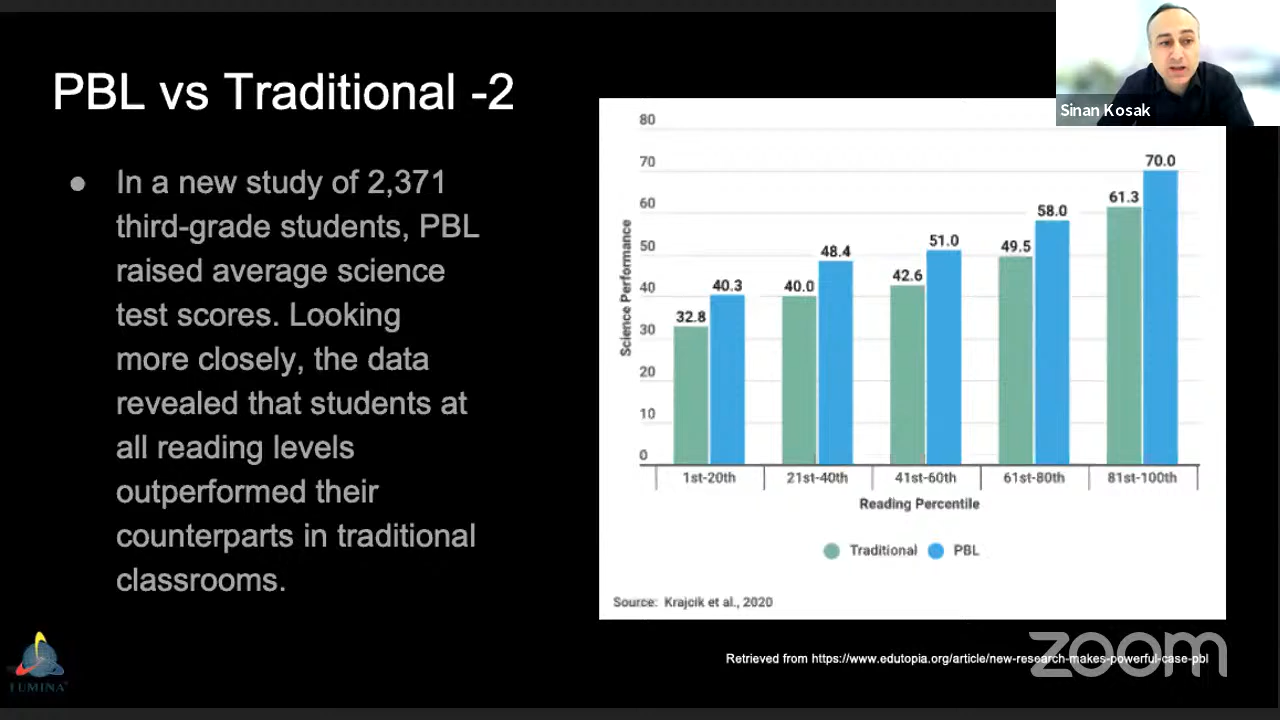 PBL vs Traditional -2
Sinan Kosak
● In a new study of 2,371
third-grade students, PBL
raised average science
test scores. Looking
more closely, the data
revealed that students at
all reading levels
outperformed their
counterparts in traditional
classrooms.
80
70
60
50
40
30
20
10
0
Science Performance
32.8 40.3 40.0 48.4 42.6 51.0 49.5 58.0 61.3 70.0
1st-20th 21st-40th 41st-60th 61st-80th 81st-100th
Reading Percentile
Traditional PBL
Source: Krajcik et al., 2020
Retrieved from https://www.edutopia.org/article/new-research-makes-powerful-case-pbl
zoom
LUMINA